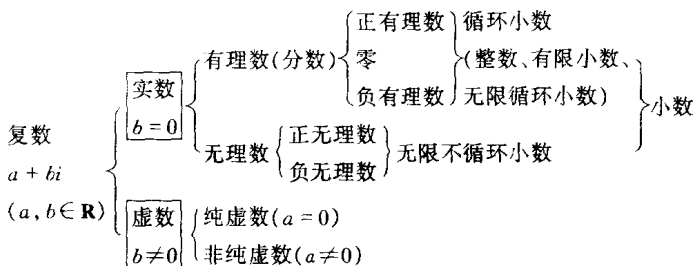 正有理数 循环小数
有理数(分数) 零 (整数、有限小数、
负有理数 无限循环小数)
实数
b=0
小数
无理数 正无理数 无限不循环小数
负无理数
复数
a+bi
(a,b∈R)
虚数 纯虚数(a=0)
b≠0 非纯虚数(a≠0)